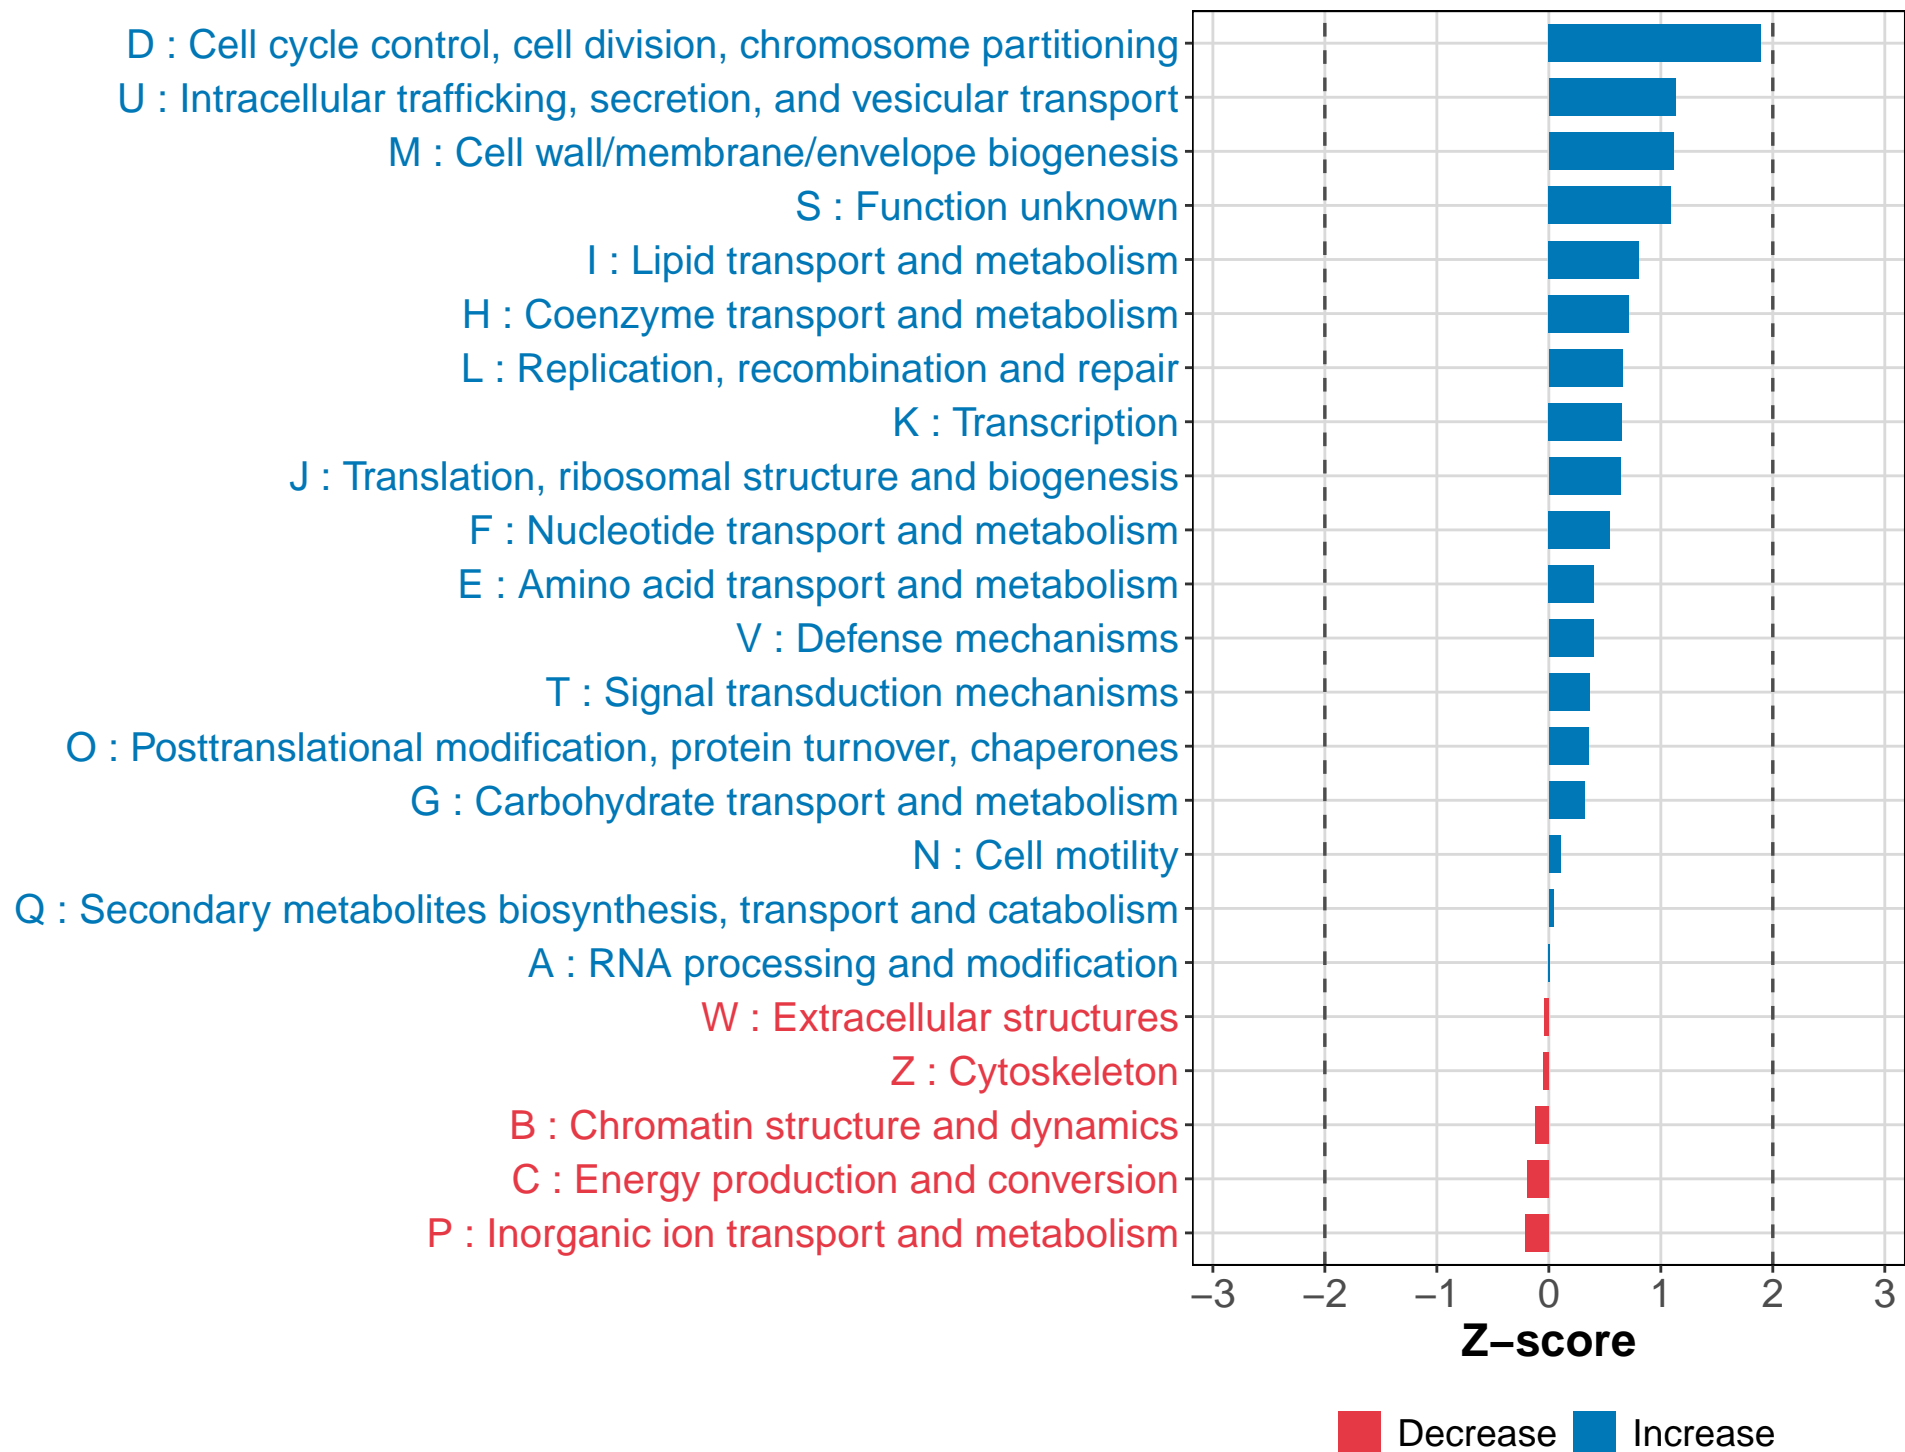 D : Cell cycle control, cell division, chromosome partitioning
U : Intracellular trafficking, secretion, and vesicular transport
M : Cell wall/membrane/envelope biogenesis
S : Function unknown
I : Lipid transport and metabolism
H : Coenzyme transport and metabolism
L : Replication, recombination and repair
K : Transcription
J : Translation, ribosomal structure and biogenesis
F : Nucleotide transport and metabolism
E : Amino acid transport and metabolism
V : Defense mechanisms
T : Signal transduction mechanisms
O : Posttranslational modification, protein turnover, chaperones
G : Carbohydrate transport and metabolism
N : Cell motility
Q : Secondary metabolites biosynthesis, transport and catabolism
A : RNA processing and modification
W : Extracellular structures
Z : Cytoskeleton
B : Chromatin structure and dynamics
C : Energy production and conversion
P : Inorganic ion transport and metabolism
−3 −2 −1 0 1 2 3
Z−score
Decrease Increase